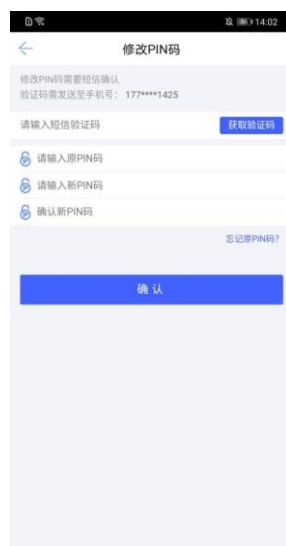 14:02
修改PIN码
修改PIN码需要短信确认
验证码需发送至手机号: 177****1425
请输入短信验证码
获取验证码
请输入原PIN码
请输入新PIN码
确认新PIN码
忘记原PIN码?
确 认